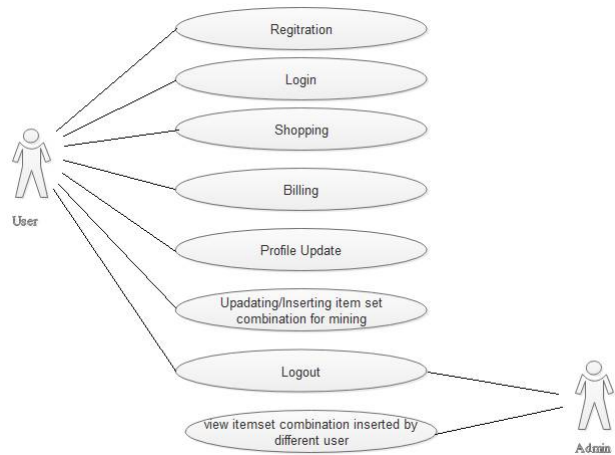 Regitration
Login
Shopping
Billing
User
Profile Update
Upadating/Inserting item set
combination for mining
Logout
view itemset combination inserted by
different user
Admin